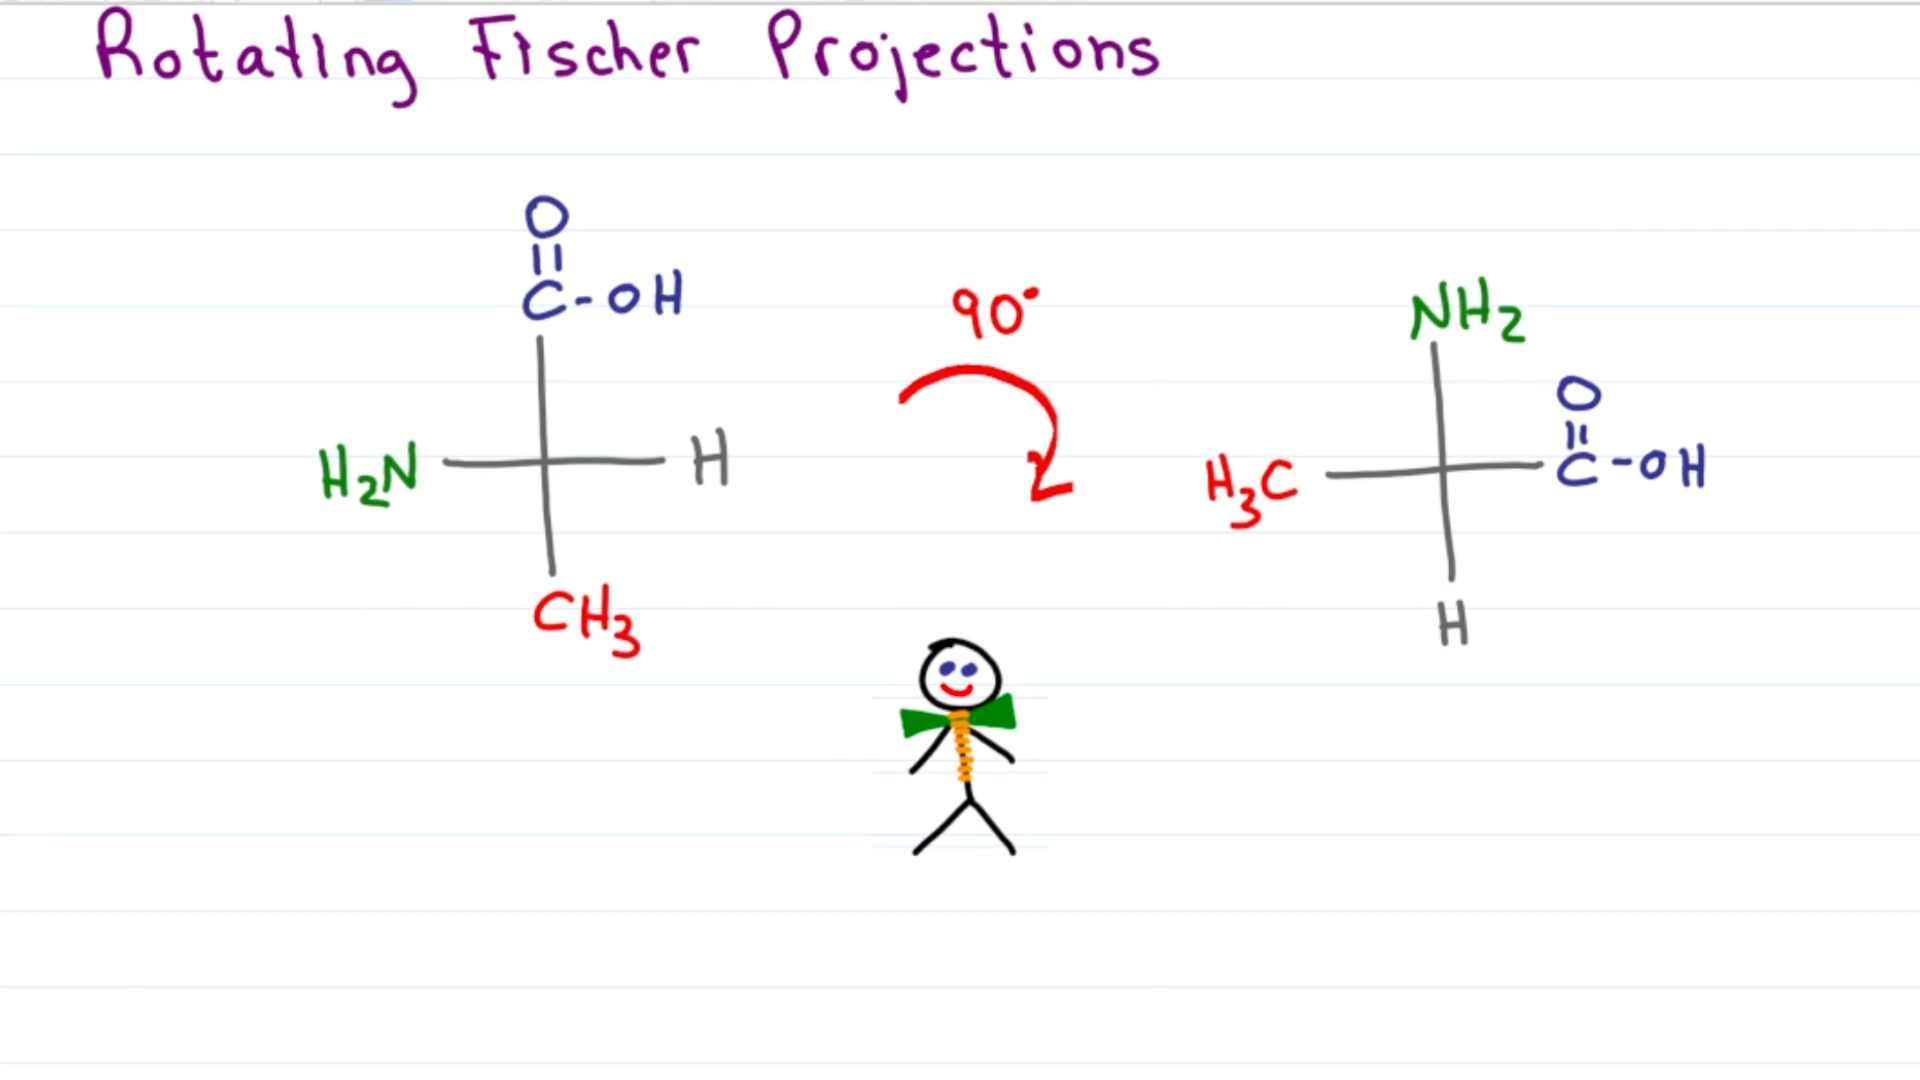 Rotating Fischer Projections
O
C-OH
H₂N H
CH₃
90°
NH₂
O
H₃C C-OH
H